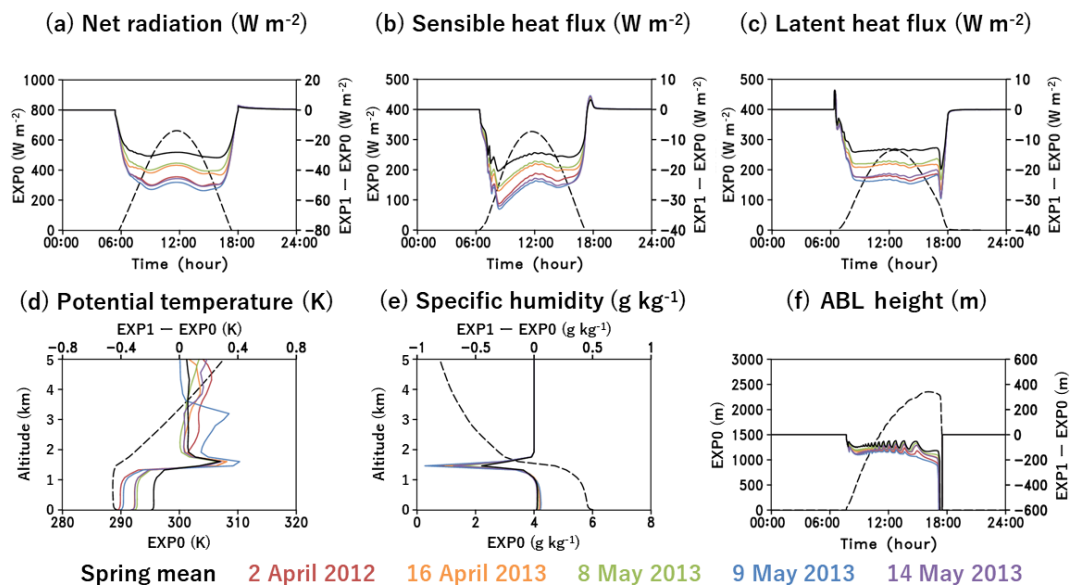 (a) Net radiation (W m⁻²)
(b) Sensible heat flux (W m⁻²)
(c) Latent heat flux (W m⁻²)
1000
800
600
400
200
0
EXP0 (W m⁻²)
20
0
−20
−40
−60
−80
EXP1 − EXP0 (W m⁻²)
00:00 06:00 12:00 18:00 24:00
Time (hour)
500
400
300
200
100
0
EXP0 (W m⁻²)
10
0
−10
−20
−30
−40
EXP1 − EXP0 (W m⁻²)
00:00 06:00 12:00 18:00 24:00
Time (hour)
500
400
300
200
100
0
EXP0 (W m⁻²)
10
0
−10
−20
−30
−40
EXP1 − EXP0 (W m⁻²)
00:00 06:00 12:00 18:00 24:00
Time (hour)
(d) Potential temperature (K)
(e) Specific humidity (g kg⁻¹)
(f) ABL height (m)
EXP1 − EXP0 (K)
−0.8 −0.4 0 0.4 0.8
5
4
3
2
1
0
Altitude (km)
280 290 300 310 320
EXP0 (K)
EXP1 − EXP0 (g kg⁻¹)
−1 −0.5 0 0.5 1
5
4
3
2
1
0
Altitude (km)
0 2 4 6 8
EXP0 (g kg⁻¹)
3000
2500
2000
1500
1000
500
0
EXP0 (m)
600
400
200
0
−200
−400
−600
EXP1 − EXP0 (m)
00:00 06:00 12:00 18:00 24:00
Time (hour)
Spring mean 2 April 2012 16 April 2013 8 May 2013 9 May 2013 14 May 2013